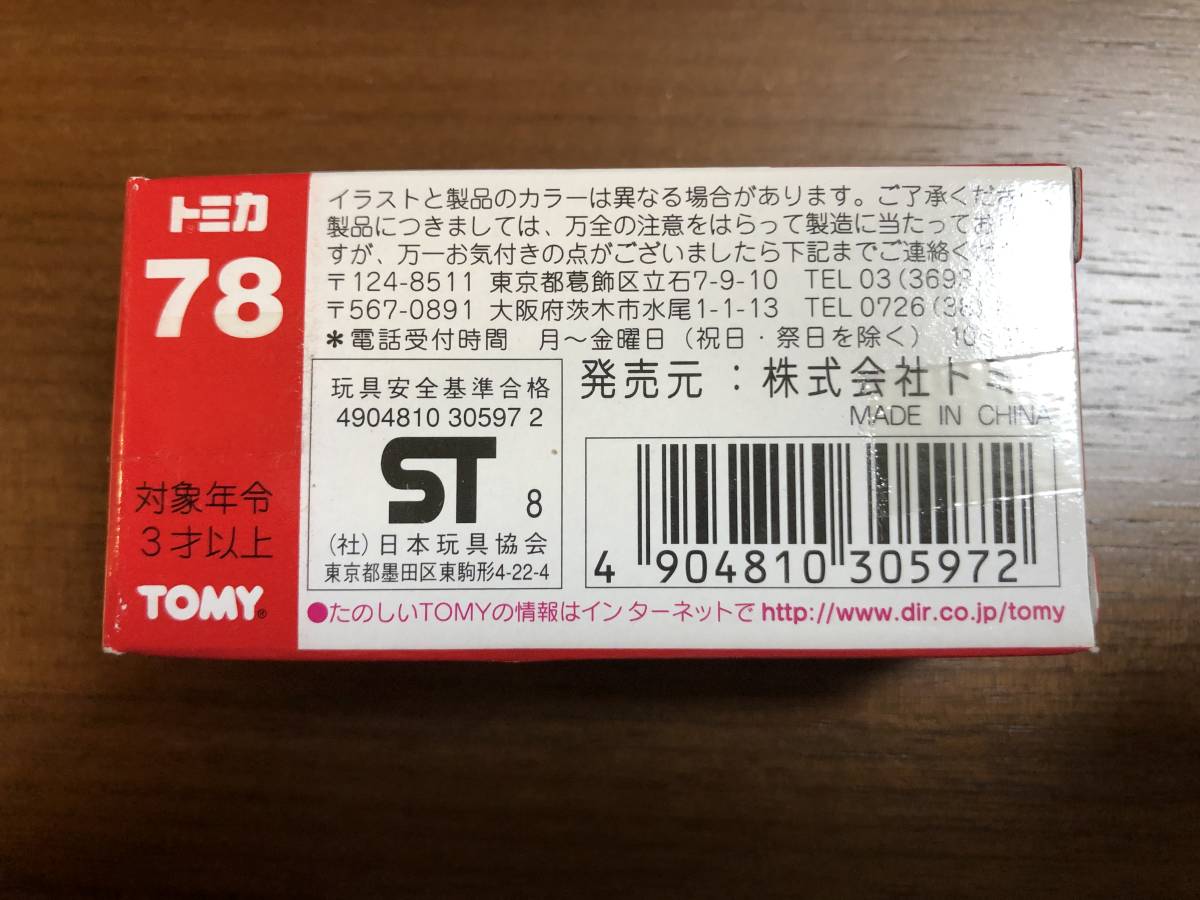 トミカ
78
対象年令
3才以上
TOMY®
イラストと製品のカラーは異なる場合があります。ご了承くださ
製品につきましては、万全の注意をはらって製造に当たってお
すが、万一お気付きの点がございましたら下記までご連絡く
〒124-8511 東京都葛飾区立石7-9-10 TEL 03(369
〒567-0891 大阪府茨木市水尾1-1-13 TEL 0726(3
*電話受付時間 月〜金曜日(祝日・祭日を除く) 10
玩具安全基準合格
4904810 30597 2
ST 8
(社)日本玩具協会
東京都墨田区東駒形4-22-4
発売元:株式会社トミ
MADE IN CHINA
4 904810 305972
●たのしいTOMYの情報はインターネットで http://www.dir.co.jp/tomy